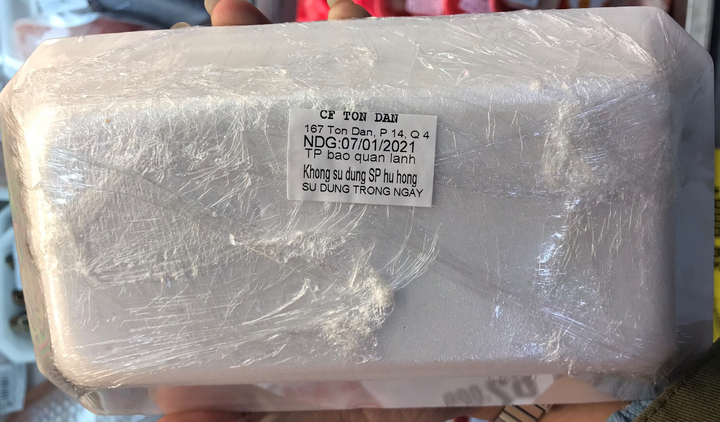 CF TON DAN
167 Ton Dan, P 14, Q 4
NDG:07/01/2021
TP bao quan lanh
Khong su dung SP hu hong
SU DUNG TRONG NGAY